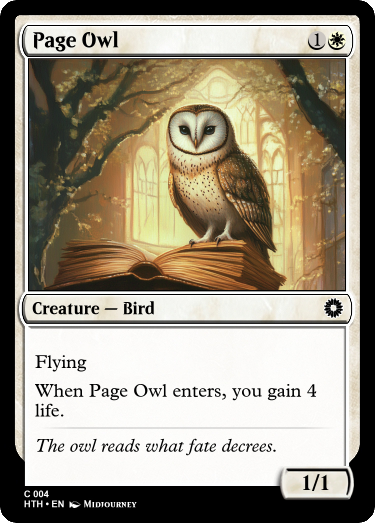 Page Owl 1
Creature — Bird
Flying
When Page Owl enters, you gain 4
life.
The owl reads what fate decrees.
1/1
C 004
HTH • EN Midjourney